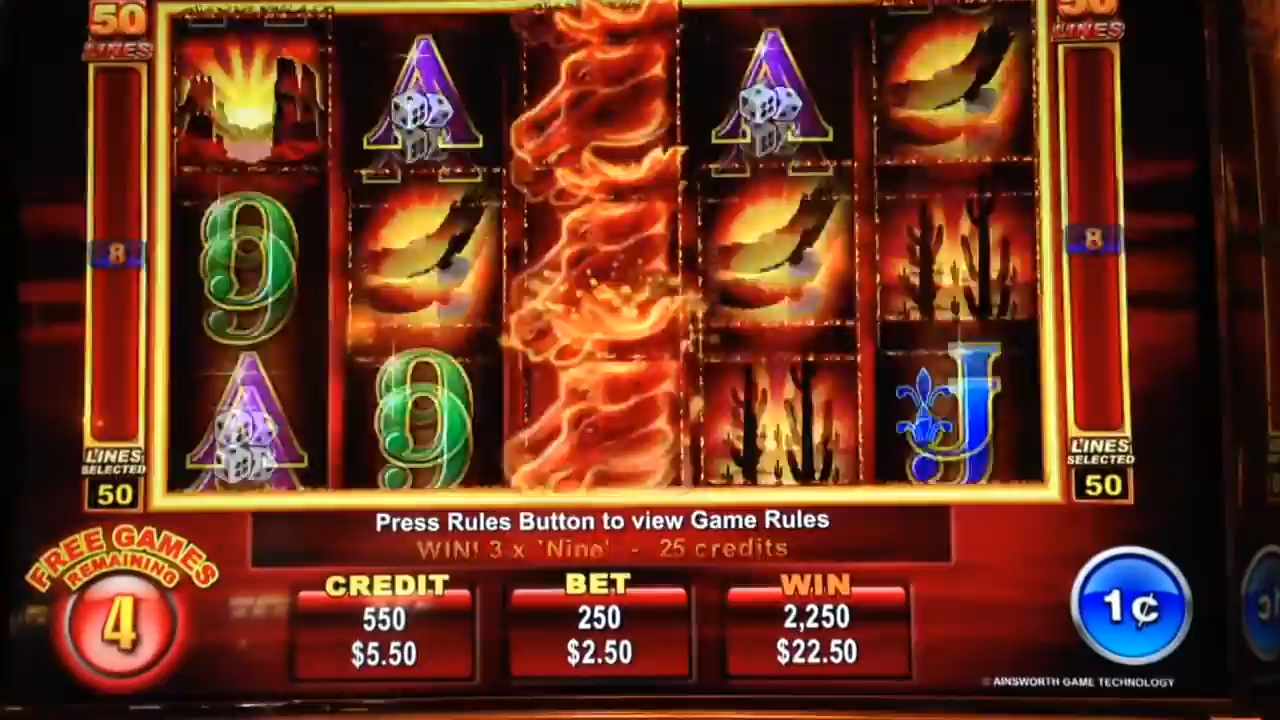 50
LINES
50
LINES
A
A
9
8
8
A
9
J
LINES
SELECTED
50
LINES
SELECTED
50
Press Rules Button to view Game Rules
WIN! 3 x 'Nine' - 25 credits
FREE GAMES
REMAINING
4
CREDIT
550
$5.50
BET
250
$2.50
WIN
2,250
$22.50
1¢
© AINSWORTH GAME TECHNOLOGY